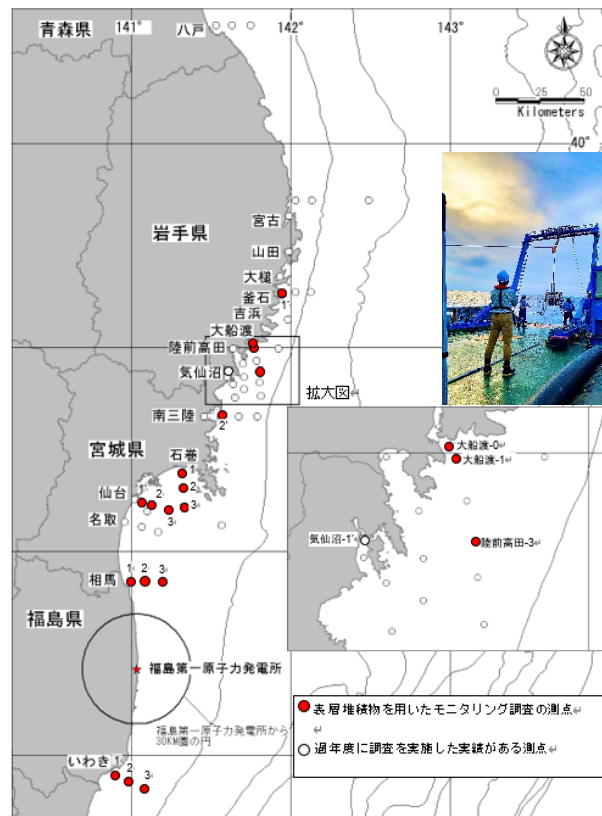 青森県
141°
八戸
142°
143°
0 25 50
Kilometers
40°
宮古
岩手県
山田
大槌
釜石
1'
吉浜
大船渡
陸前高田
気仙沼
拡大図
南三陸
2'
宮城県
石巻
1
仙台
1'
2
2
3
3
名取
相馬
1
2
3
福島県
福島第一原子力発電所
福島第一原子力発電所から
30KM圏の円
いわき
1
2
3
大船渡-0
大船渡-1
気仙沼-1'
陸前高田-3
表層堆積物を用いたモニタリング調査の測点
過年度に調査を実施した実績がある測点